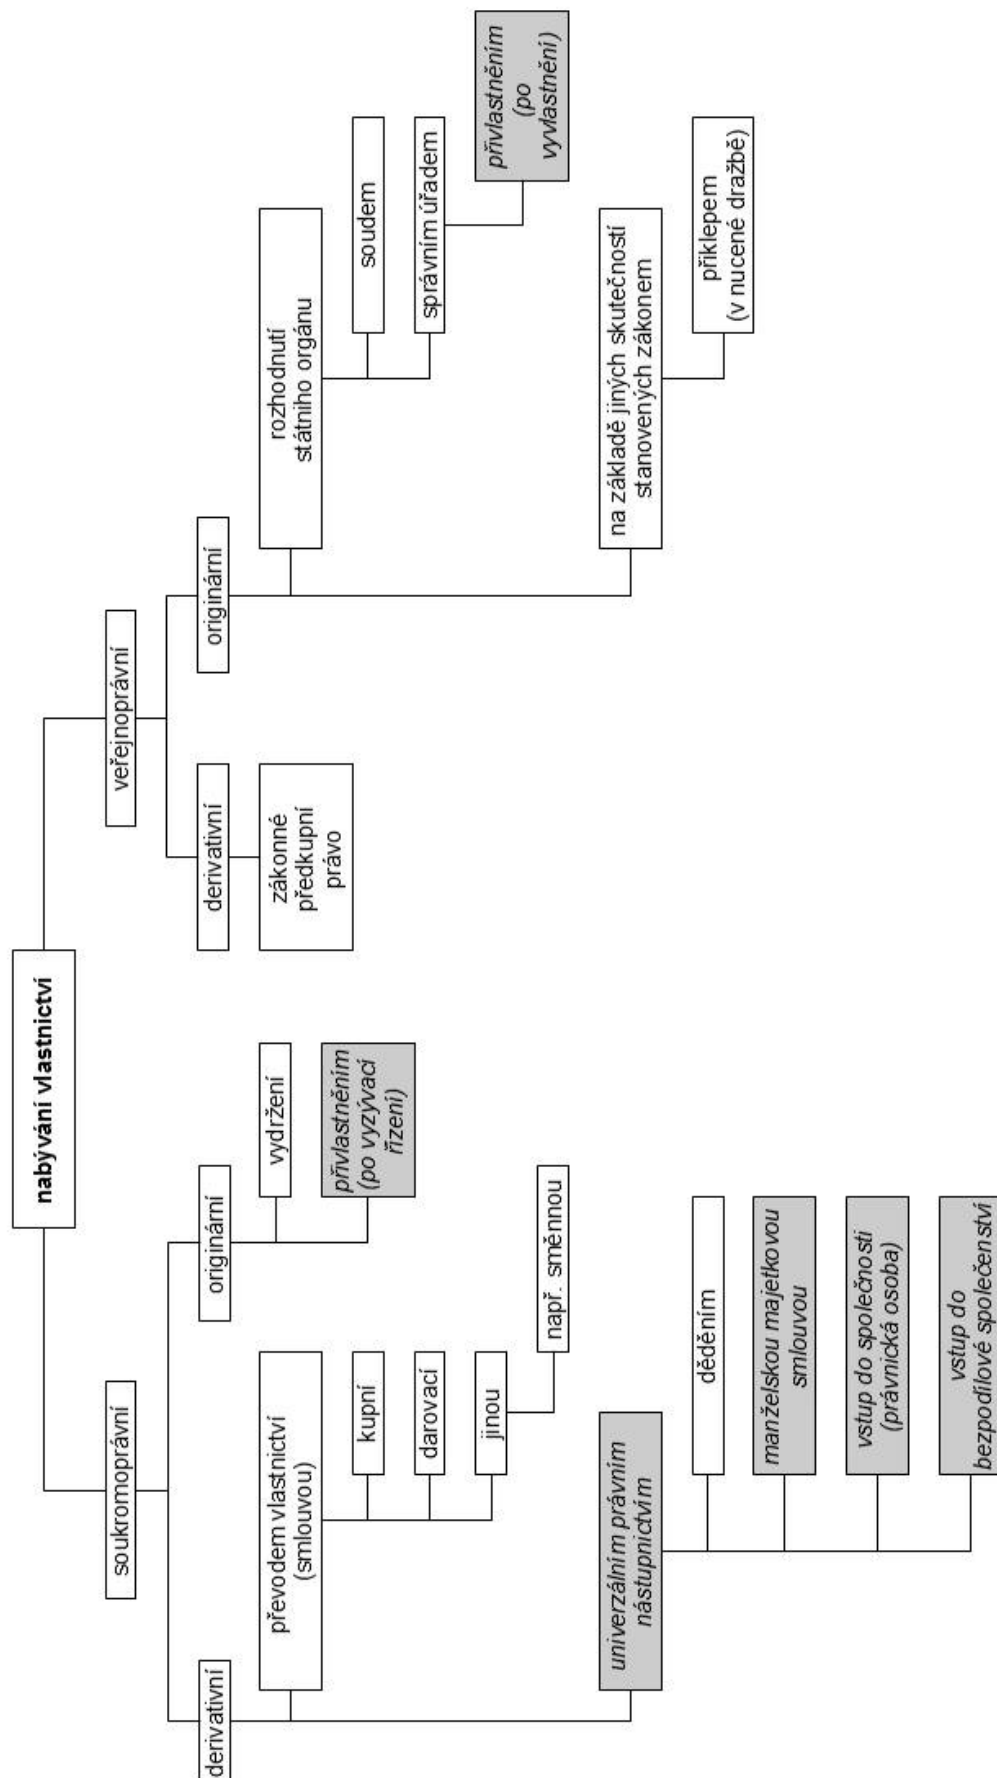 nabývání vlastnictví
soukromoprávní
derivativní
převodem vlastnictví
(smlouvou)
kupní
darovací
jinou
např. směnnou
univerzálním právním
nástupnictvím
děděním
manželskou majetkovou
smlouvou
vstup do společnosti
(právnická osoba)
vstup do
bezpodílové společenství
originární
vydržení
přivlastněním
(po vyzývací
řízení)
veřejnoprávní
derivativní
zákonné
předkupní
právo
originární
rozhodnutí
státního orgánu
soudem
správním úřadem
přivlastněním
(po
vyvlastnění)
na základě jiných skutečností
stanovených zákonem
příklepem
(v nucené dražbě)